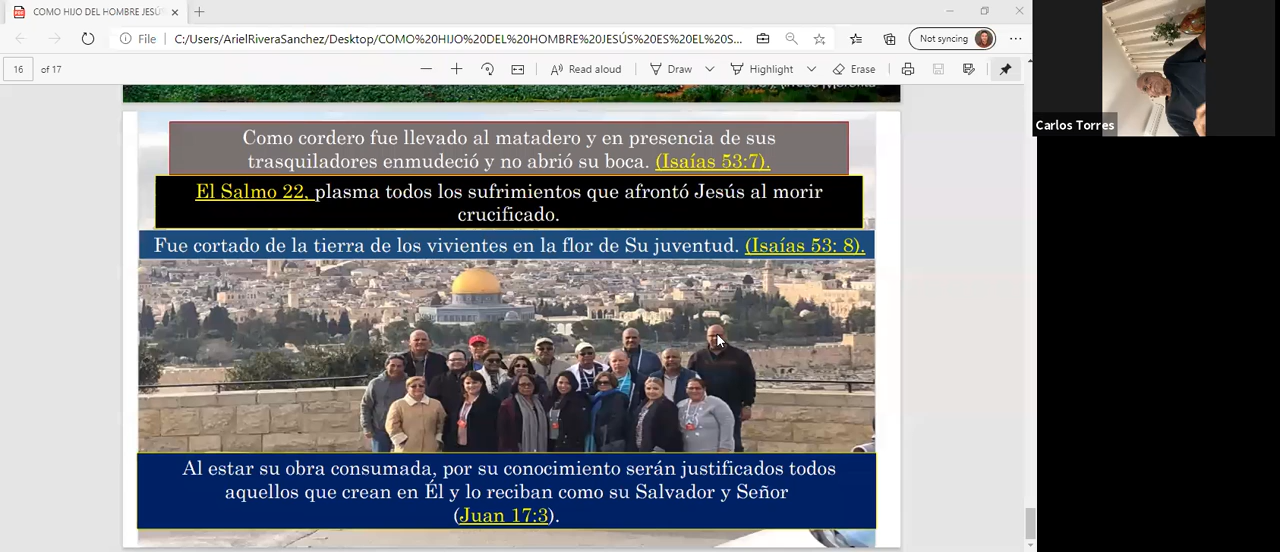 COMO HIJO DEL HOMBRE JESÚ
File
C:/Users/ArielRiveraSanchez/Desktop/COMO%20HIJO%20DEL%20HOMBRE%20JESÚS%20ES%20EL%20S...
Not syncing
16 of 17
Read aloud
Draw
Highlight
Erase
Como cordero fue llevado al matadero y en presencia de sus
trasquiladores enmudeció y no abrió su boca. (Isaías 53:7).
El Salmo 22, plasma todos los sufrimientos que afrontó Jesús al morir
crucificado.
Fue cortado de la tierra de los vivientes en la flor de Su juventud. (Isaías 53: 8).
Al estar su obra consumada, por su conocimiento serán justificados todos
aquellos que crean en Él y lo reciban como su Salvador y Señor
(Juan 17:3).
Carlos Torres